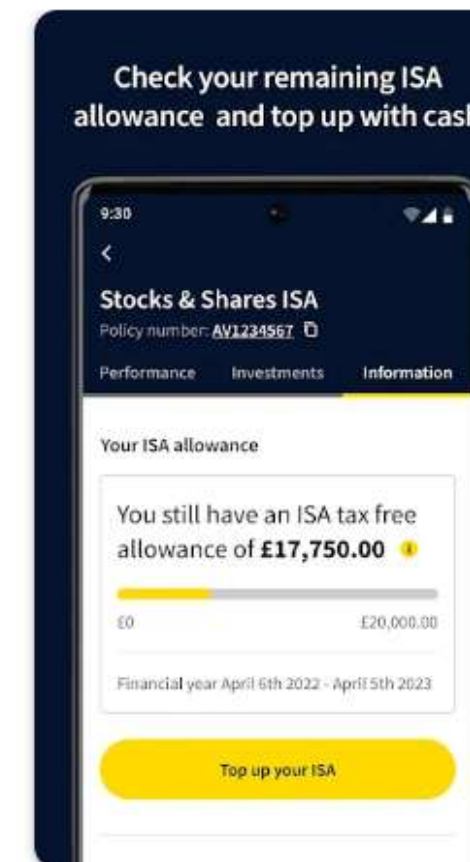 Check your remaining ISA
allowance and top up with
9:30
Stocks & Shares ISA
Policy number: AV1234567
Performance Investments Information
Your ISA allowance
You still have an ISA tax free
allowance of £17,750.00
£0 £20,000.00
Financial year April 6th 2022 - April 5th 2023
Top up your ISA